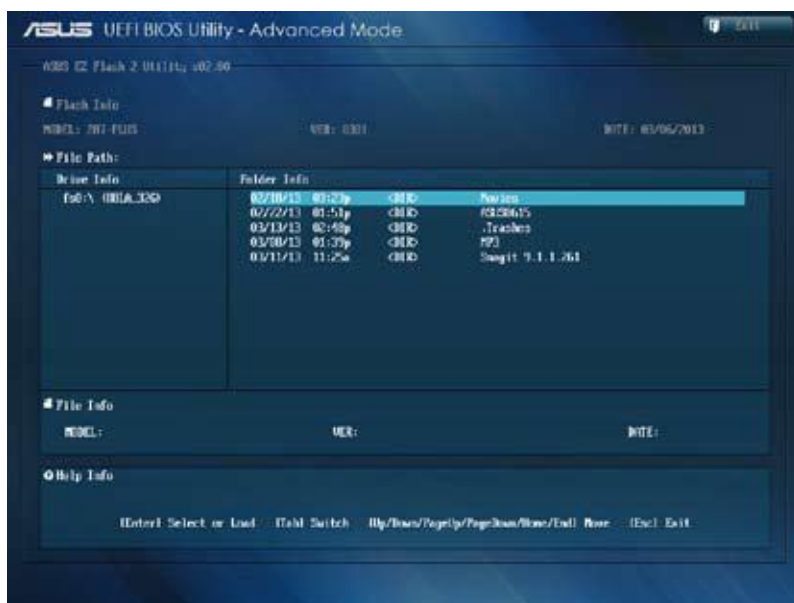 ASUS UEFI BIOS Utility - Advanced Mode
Exit
ASUS EZ Flash 2 Utility v02.00
Flash Info
MODEL: Z87-PLUS VER: 0301 DATE: 03/06/2013
File Path:
Drive Info Folder Info
fs0:\
02/18/13 03:23p <DIR> Movies
02/22/13 01:51p <DIR>
03/13/13 02:48p <DIR> .Trashes
03/08/13 01:39p <DIR> MP3
03/11/13 11:25a <DIR> Snagit 9.1.1.261
File Info
MODEL: VER: DATE:
Help Info
[Enter] Select or Load [Tab] Switch [Up/Down/PageUp/PageDown/Home/End] Move [Esc] Exit